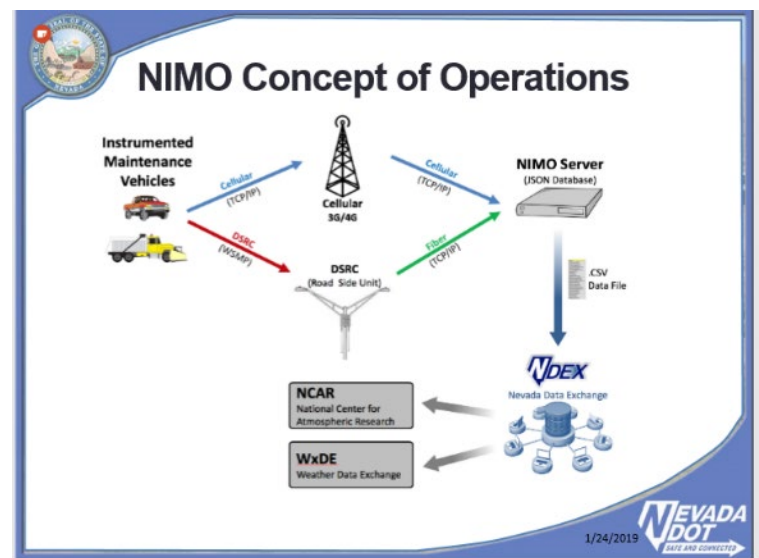 NIMO Concept of Operations
Instrumented
Maintenance
Vehicles
Cellular
(TCP/IP)
DSRC
(WSMP)
Cellular
3G/4G
DSRC
(Road Side Unit)
Cellular
(TCP/IP)
Fiber
(TCP/IP)
NIMO Server
(JSON Database)
.CSV
Data File
NDEX
Nevada Data Exchange
NCAR
National Center for
Atmospheric Research
WxDE
Weather Data Exchange
1/24/2019
NEVADA
DOT
SAFE AND CONNECTED